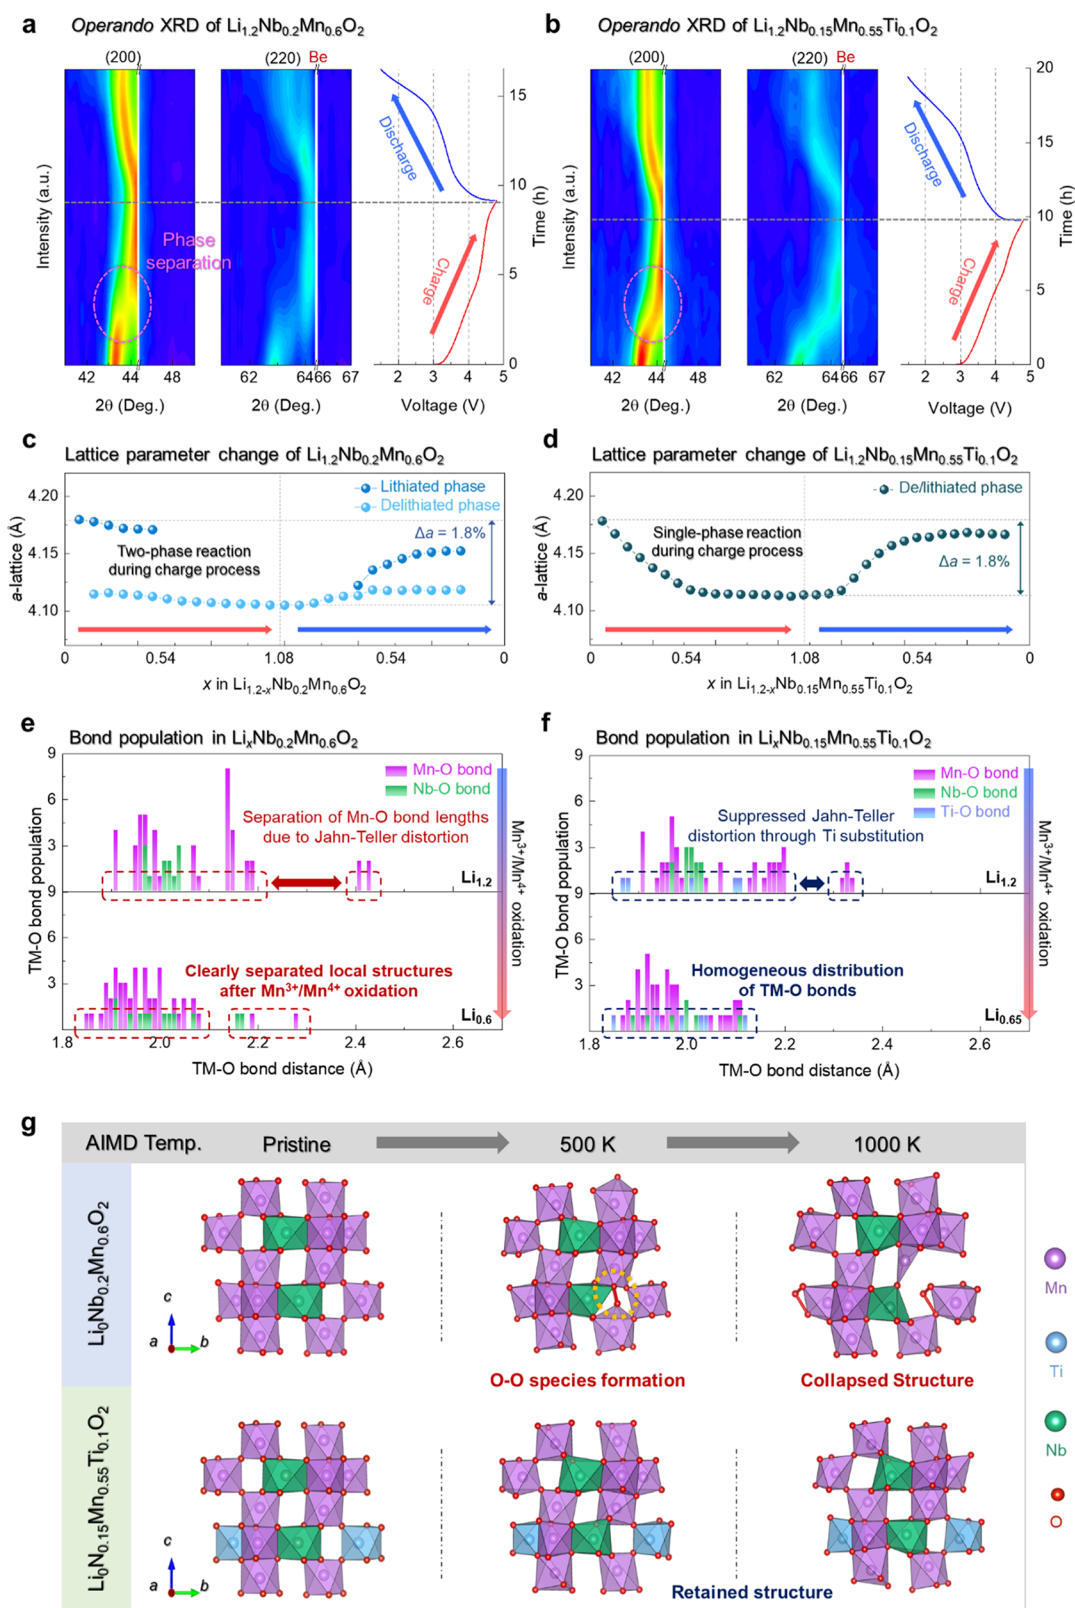 a
Operando XRD of Li1.2Nb0.2Mn0.6O2
(200)
(220)
Be
Intensity (a.u.)
Phase
separation
Discharge
Charge
15
10
5
0
Time (h)
42
44
48
62
64
66
67
2
3
4
5
2θ (Deg.)
2θ (Deg.)
Voltage (V)
b
Operando XRD of Li1.2Nb0.15Mn0.55Ti0.1O2
(200)
(220)
Be
Intensity (a.u.)
Discharge
Charge
20
15
10
5
0
Time (h)
42
44
48
62
64
66
67
2
3
4
5
2θ (Deg.)
2θ (Deg.)
Voltage (V)
c
Lattice parameter change of Li1.2Nb0.2Mn0.6O2
4.20
4.15
4.10
a-lattice (Å)
Lithiated phase
Delithiated phase
Δa = 1.8%
Two-phase reaction
during charge process
0
0.54
1.08
0.54
0
x in Li1.2-xNb0.2Mn0.6O2
d
Lattice parameter change of Li1.2Nb0.15Mn0.55Ti0.1O2
4.20
4.15
4.10
a-lattice (Å)
De/lithiated phase
Single-phase reaction
during charge process
Δa = 1.8%
0
0.54
1.08
0.54
0
x in Li1.2-xNb0.15Mn0.55Ti0.1O2
e
Bond population in LixNb0.2Mn0.6O2
9
6
3
9
6
3
TM-O bond population
Mn-O bond
Nb-O bond
Separation of Mn-O bond lengths
due to Jahn-Teller distortion
Li1.2
Clearly separated local structures
after Mn3+/Mn4+ oxidation
Li0.6
Mn3+/Mn4+ oxidation
1.8
2.0
2.2
2.4
2.6
TM-O bond distance (Å)
f
Bond population in LixNb0.15Mn0.55Ti0.1O2
9
6
3
9
6
3
TM-O bond population
Mn-O bond
Nb-O bond
Ti-O bond
Suppressed Jahn-Teller
distortion through Ti substitution
Li1.2
Homogeneous distribution
of TM-O bonds
Li0.65
Mn3+/Mn4+ oxidation
1.8
2.0
2.2
2.4
2.6
TM-O bond distance (Å)
g
AIMD Temp.
Pristine
500 K
1000 K
Li0Nb0.2Mn0.6O2
c
a
b
O-O species formation
Collapsed Structure
Li0N0.15Mn0.55Ti0.1O2
c
a
b
Retained structure
Mn
Ti
Nb
O